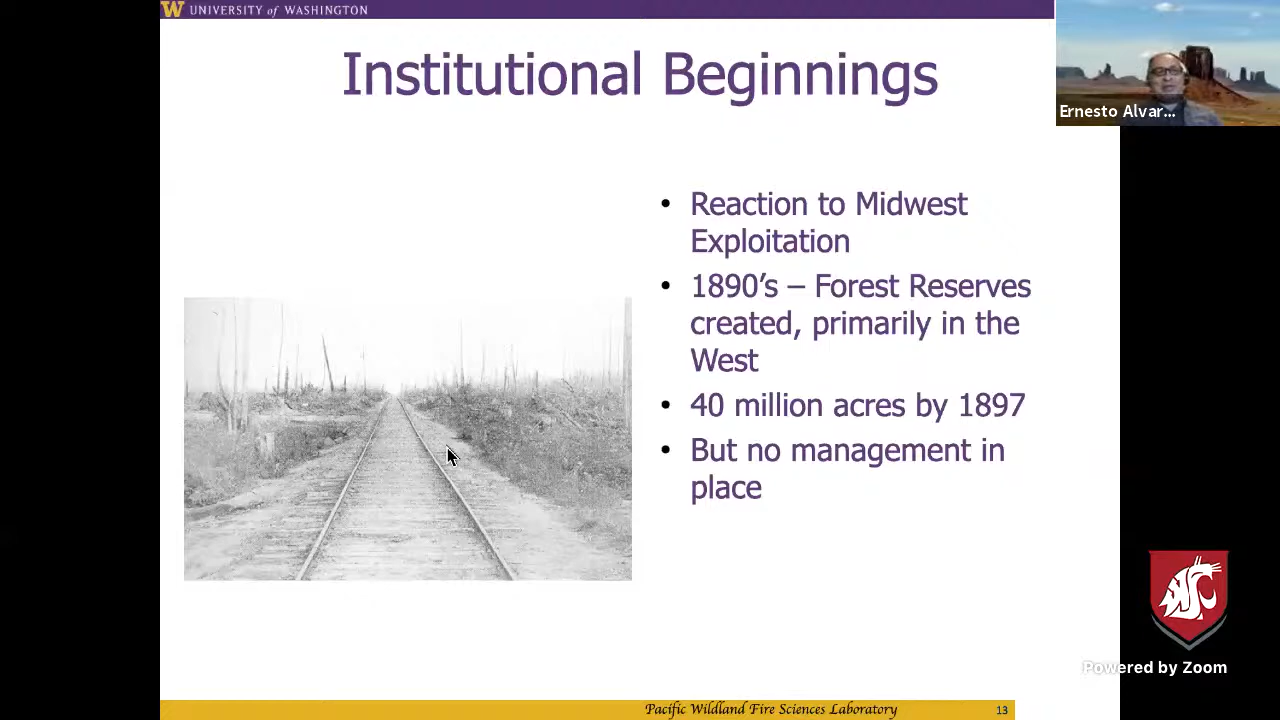 W UNIVERSITY of WASHINGTON
Institutional Beginnings
Ernesto Alvar...
• Reaction to Midwest
Exploitation
• 1890’s – Forest Reserves
created, primarily in the
West
• 40 million acres by 1897
• But no management in
place
Powered by Zoom
Pacific Wildland Fire Sciences Laboratory
13